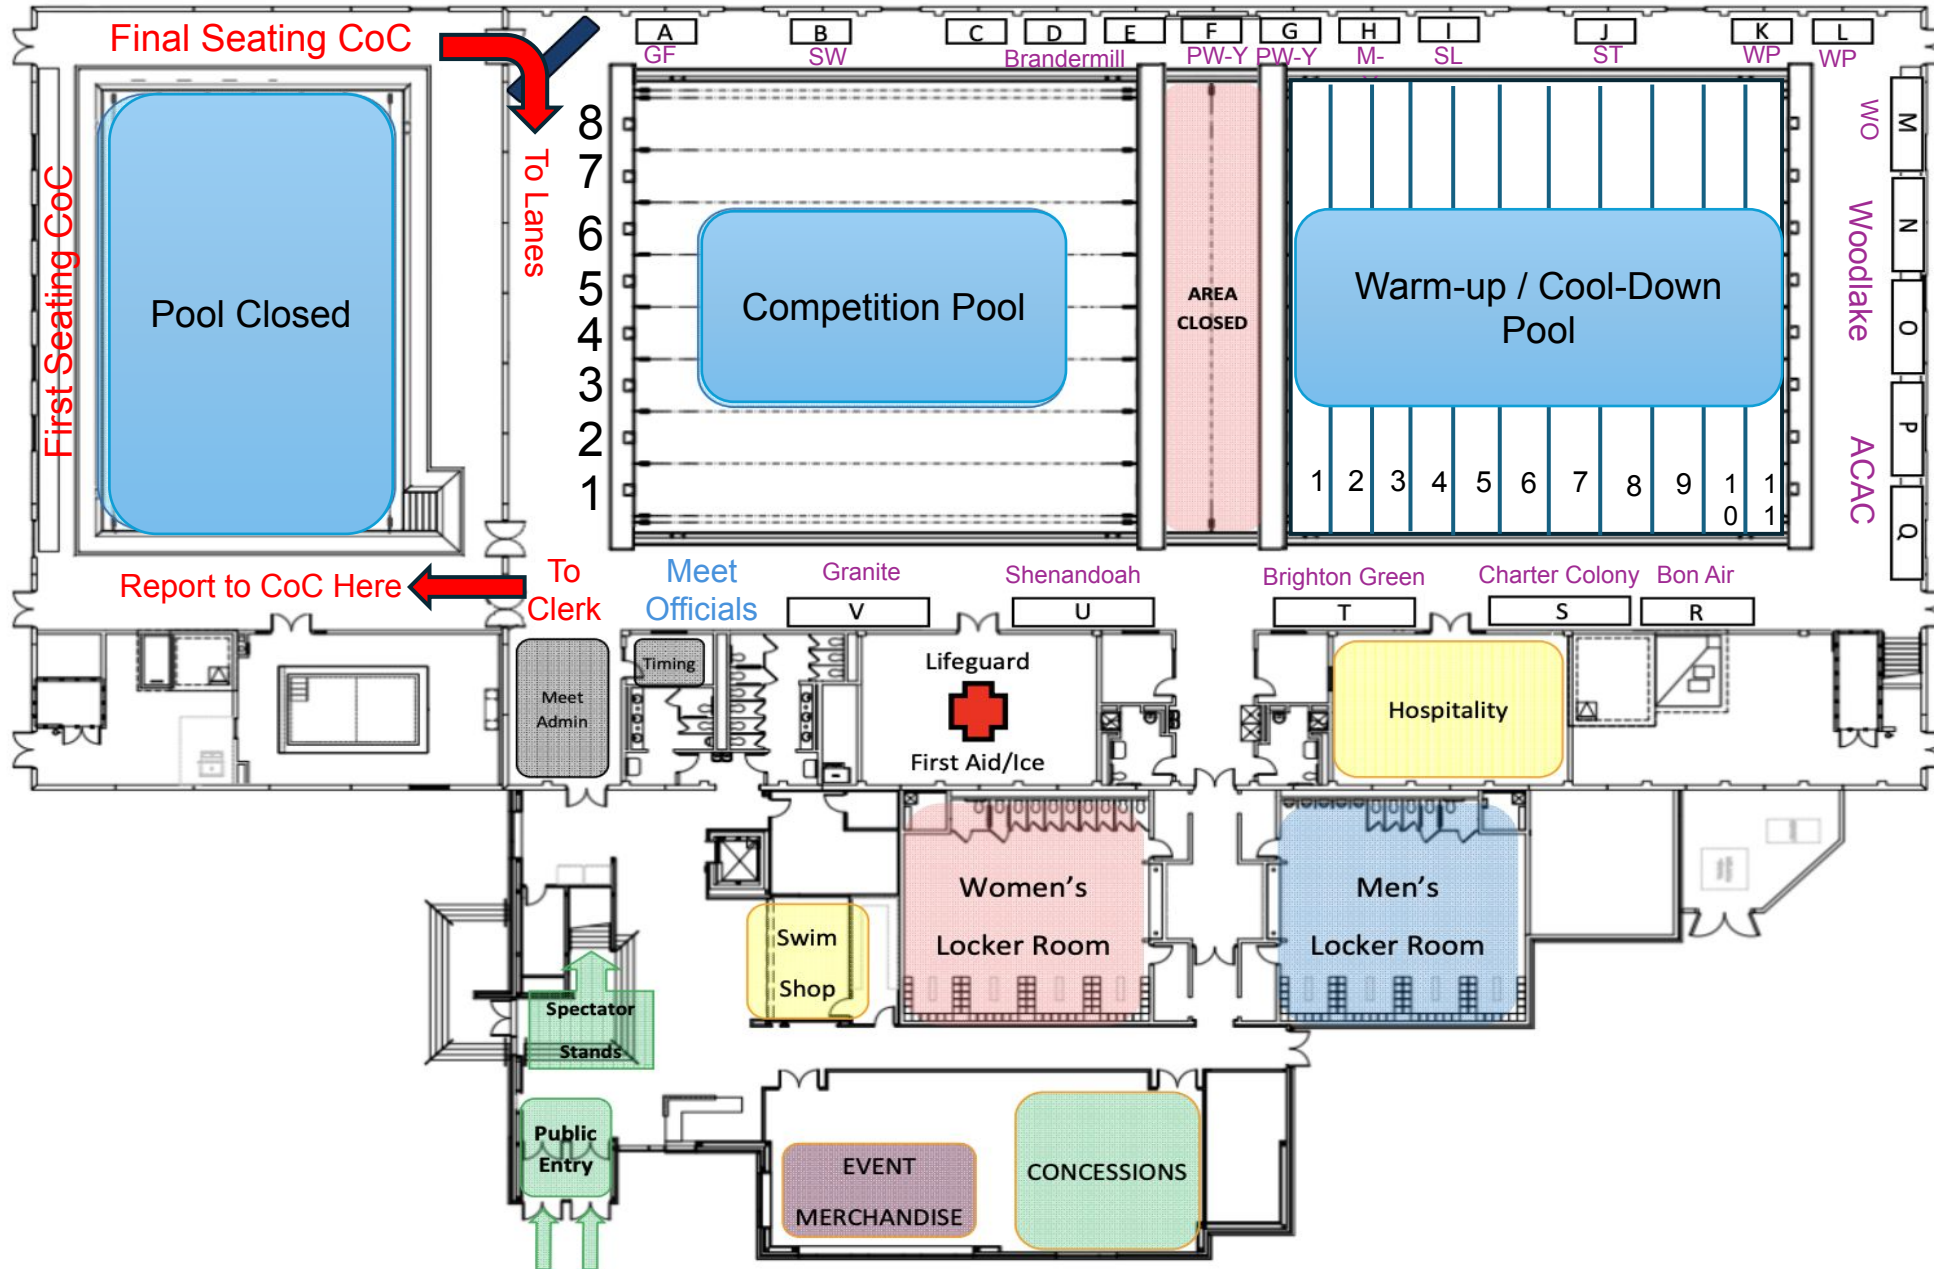 Final Seating CoC
A
B
C
D
E
F
G
H
I
J
K
L
GF
SW
Brandermill
PW-Y
PW-Y
M-
SL
ST
WP
WP
First Seating CoC
Pool Closed
To Lanes
8
7
6
5
4
3
2
1
Competition Pool
AREA
CLOSED
Warm-up / Cool-Down
Pool
1
2
3
4
5
6
7
8
9
10
11
WO
Woodlake
ACAC
M
N
O
P
Q
Report to CoC Here
To
Clerk
Meet
Officials
Granite
Shenandoah
Brighton Green
Charter Colony
Bon Air
V
U
T
S
R
Meet
Admin
Timing
Lifeguard
First Aid/Ice
Hospitality
Women's
Locker Room
Men's
Locker Room
Swim
Shop
Spectator
Stands
Public
Entry
EVENT
MERCHANDISE
CONCESSIONS